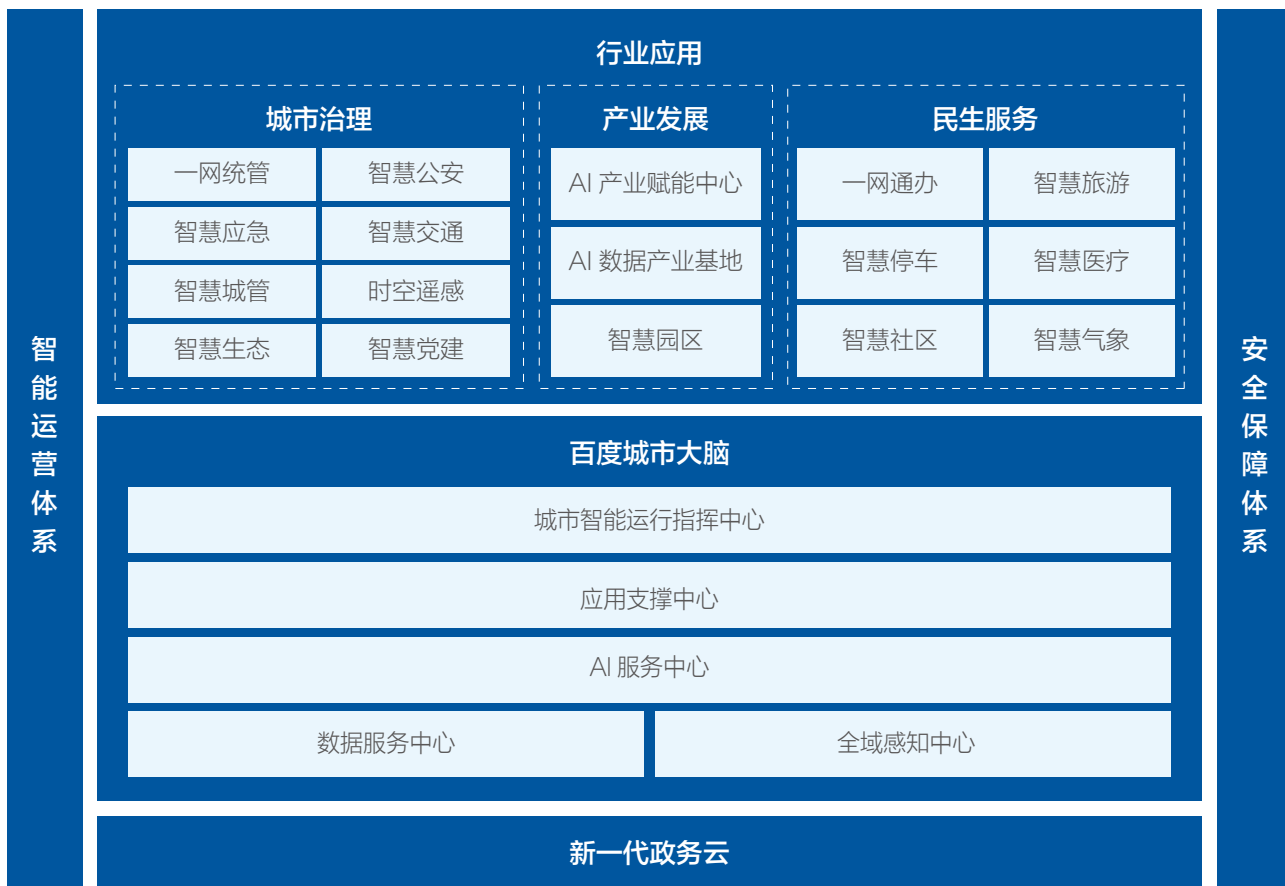 行业应用
城市治理
一网统管
智慧公安
智慧应急
智慧交通
智慧城管
时空遥感
智慧生态
智慧党建
产业发展
AI 产业赋能中心
AI 数据产业基地
智慧园区
民生服务
一网通办
智慧旅游
智慧停车
智慧医疗
智慧社区
智慧气象
智能运营体系
百度城市大脑
城市智能运行指挥中心
应用支撑中心
AI 服务中心
数据服务中心
全域感知中心
安全保障体系
新一代政务云